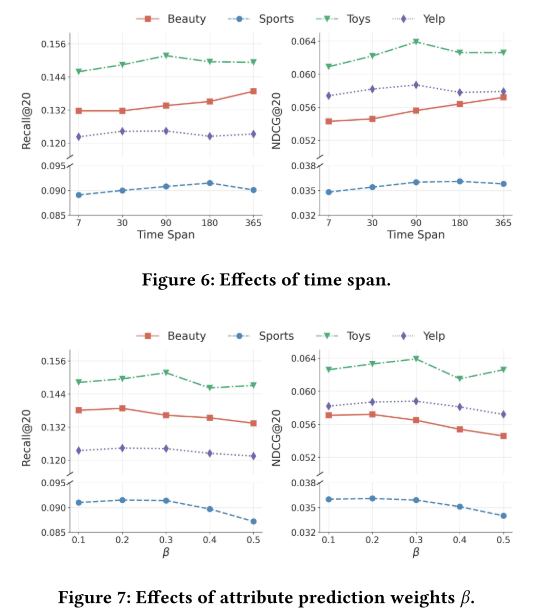 Beauty Sports Toys Yelp
Recall@20
0.156
0.144
0.132
0.120
0.095
0.090
0.085
7 30 90 180 365
Time Span
NDCG@20
0.064
0.060
0.056
0.052
0.038
0.035
0.032
7 30 90 180 365
Time Span
Figure 6: Effects of time span.
Beauty Sports Toys Yelp
Recall@20
0.156
0.144
0.132
0.120
0.095
0.090
0.085
0.1 0.2 0.3 0.4 0.5
β
NDCG@20
0.064
0.060
0.056
0.052
0.038
0.035
0.032
0.1 0.2 0.3 0.4 0.5
β
Figure 7: Effects of attribute prediction weights β.